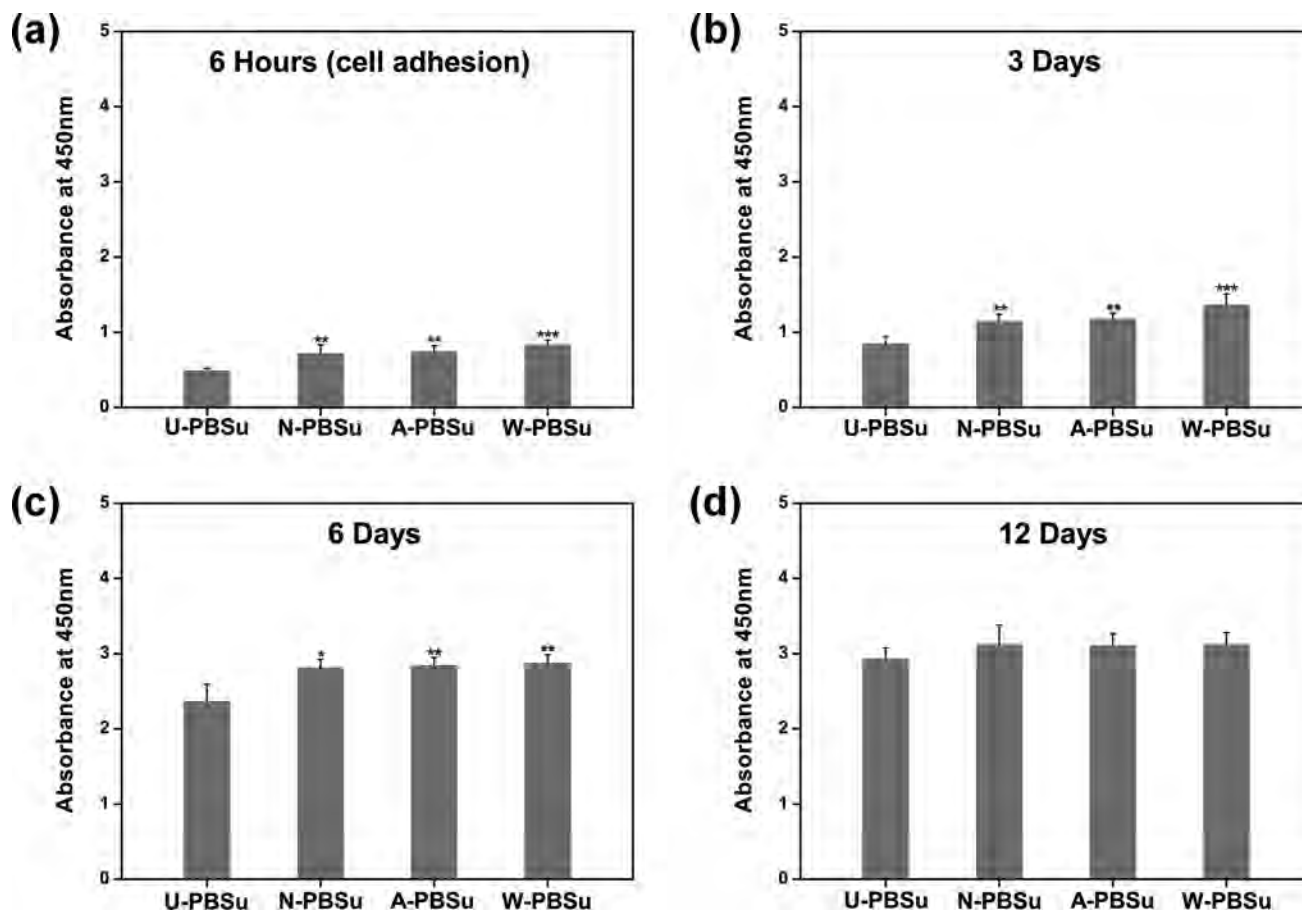 (a)
6 Hours (cell adhesion)
Absorbance at 450nm
5
4
3
2
1
0
** ** ***
U-PBSu N-PBSu A-PBSu W-PBSu
(b)
3 Days
Absorbance at 450nm
5
4
3
2
1
0
** ** ***
U-PBSu N-PBSu A-PBSu W-PBSu
(c)
6 Days
Absorbance at 450nm
5
4
3
2
1
0
* ** **
U-PBSu N-PBSu A-PBSu W-PBSu
(d)
12 Days
Absorbance at 450nm
5
4
3
2
1
0
U-PBSu N-PBSu A-PBSu W-PBSu